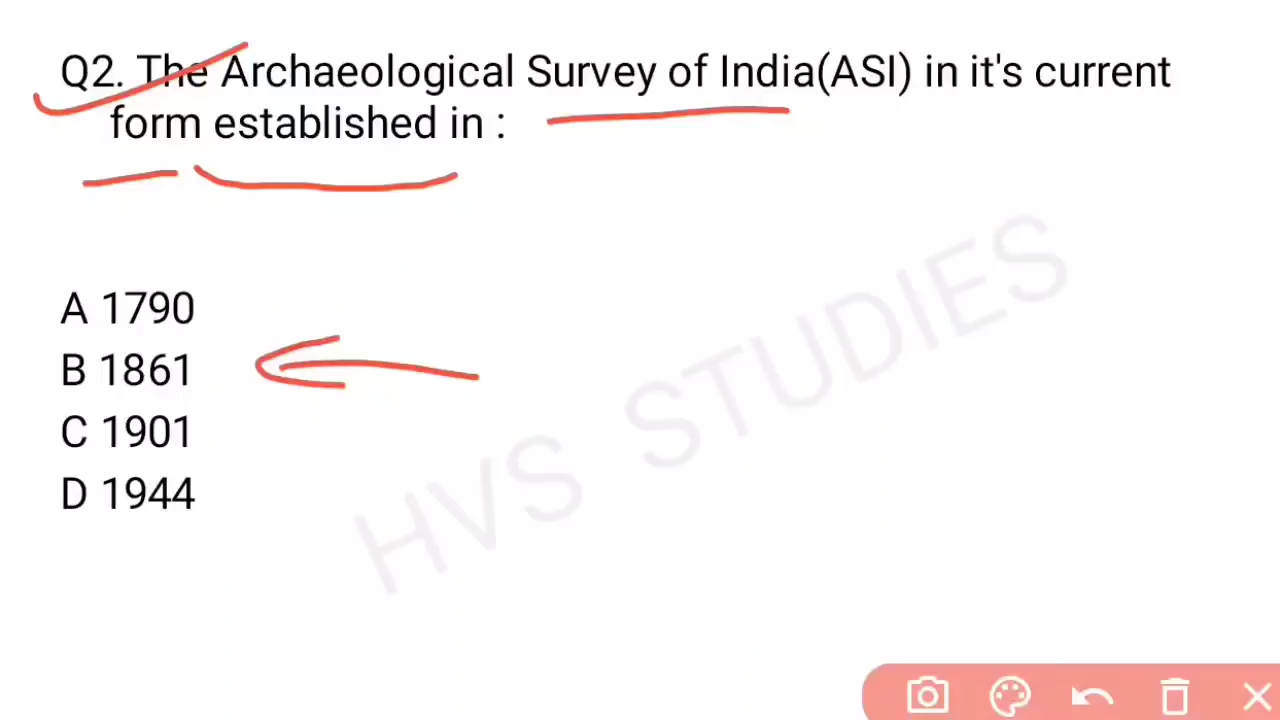 Q2. The Archaeological Survey of India(ASI) in it's current
form established in :
A 1790
B 1861
C 1901
D 1944
HVS STUDIES